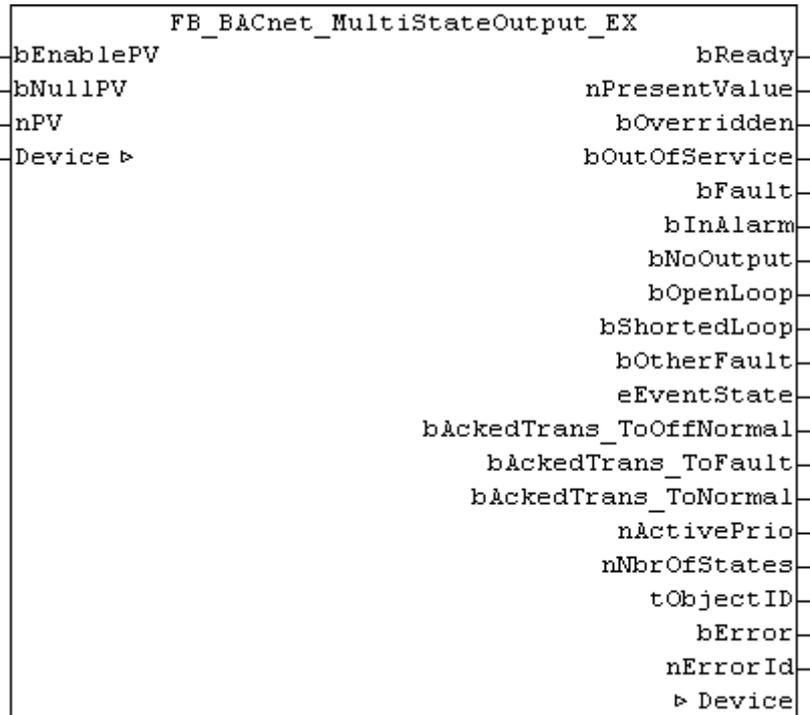 FB_BACnet_MultiStateOutput_EX
bEnablePV bReady
bNullPV nPresentValue
nPV bOverridden
Device ▹ bOutOfService
bFault
bInAlarm
bNoOutput
bOpenLoop
bShortedLoop
bOtherFault
eEventState
bAckedTrans_ToOffNormal
bAckedTrans_ToFault
bAckedTrans_ToNormal
nActivePrio
nNbrOfStates
tObjectID
bError
nErrorId
▹ Device